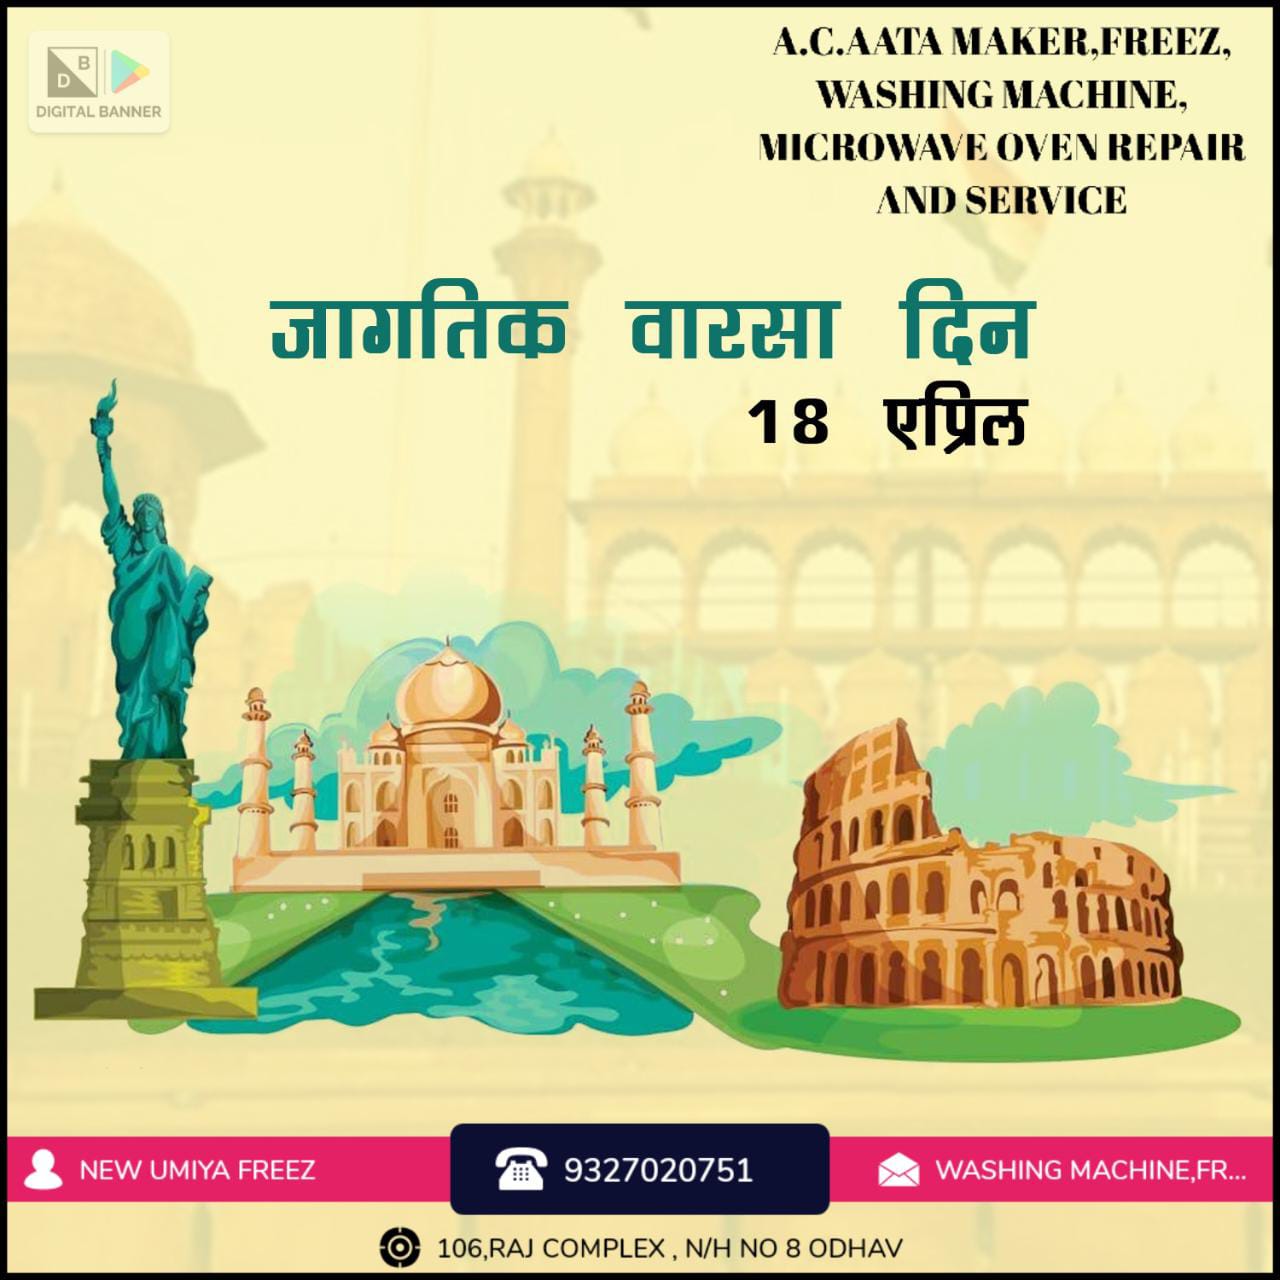 DB
DIGITAL BANNER
A.C.AATA MAKER,FREEZ,
WASHING MACHINE,
MICROWAVE OVEN REPAIR
AND SERVICE
जागतिक वारसा दिन
18 एप्रिल
NEW UMIYA FREEZ
9327020751
WASHING MACHINE,FR...
106,RAJ COMPLEX , N/H NO 8 ODHAV